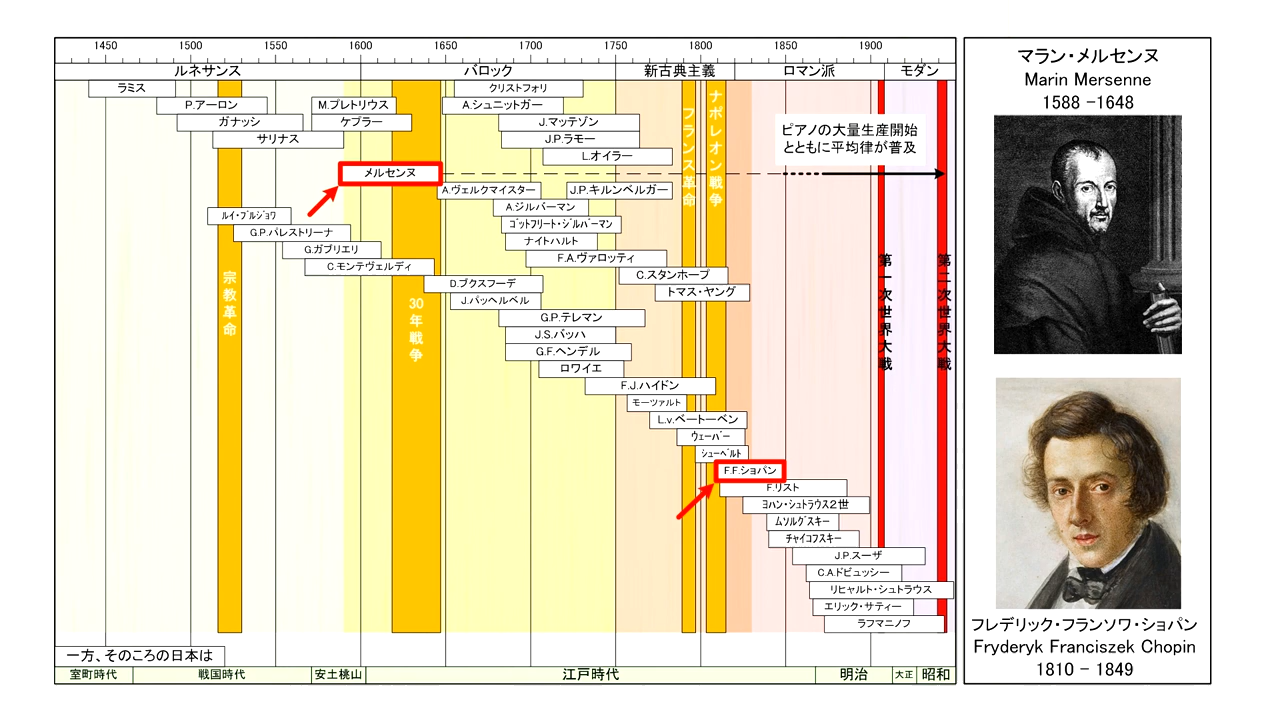 1450 1500 1550 1600 1650 1700 1750 1800 1850 1900
ルネサンス バロック 新古典主義 ロマン派 モダン
ラミス
クリストフォリ
P.アーロン
M.プレトリウス
A.シュニットガー
ガナッシ
ケプラー
J.マッテゾン
サリナス
J.P.ラモー
L.オイラー
メルセンヌ
ピアノの大量生産開始
とともに平均律が普及
A.ヴェルクマイスター
J.P.キルンベルガー
A.ジルバーマン
ルイ・ブルジョワ
ゴットフリート・ジルバーマン
G.P.パレストリーナ
ナイトハルト
G.ガブリエリ
F.A.ヴァロッティ
C.モンテヴェルディ
C.スタンホープ
D.ブクスフーデ
トマス・ヤング
J.パッヘルベル
G.P.テレマン
J.S.バッハ
G.F.ヘンデル
ロワイエ
F.J.ハイドン
モーツァルト
L.v.ベートーベン
ウェーバー
シューベルト
F.F.ショパン
F.リスト
ヨハン・シュトラウス2世
ムソルグスキー
チャイコフスキー
J.P.スーザ
C.A.ドビュッシー
リヒャルト・シュトラウス
エリック・サティー
ラフマニノフ
宗教革命
30年戦争
フランス革命
ナポレオン戦争
第一次世界大戦
第二次世界大戦
一方、そのころの日本は
室町時代 戦国時代 安土桃山 江戸時代 明治 大正 昭和
マラン・メルセンヌ
Marin Mersenne
1588 −1648
フレデリック・フランソワ・ショパン
Fryderyk Franciszek Chopin
1810 − 1849